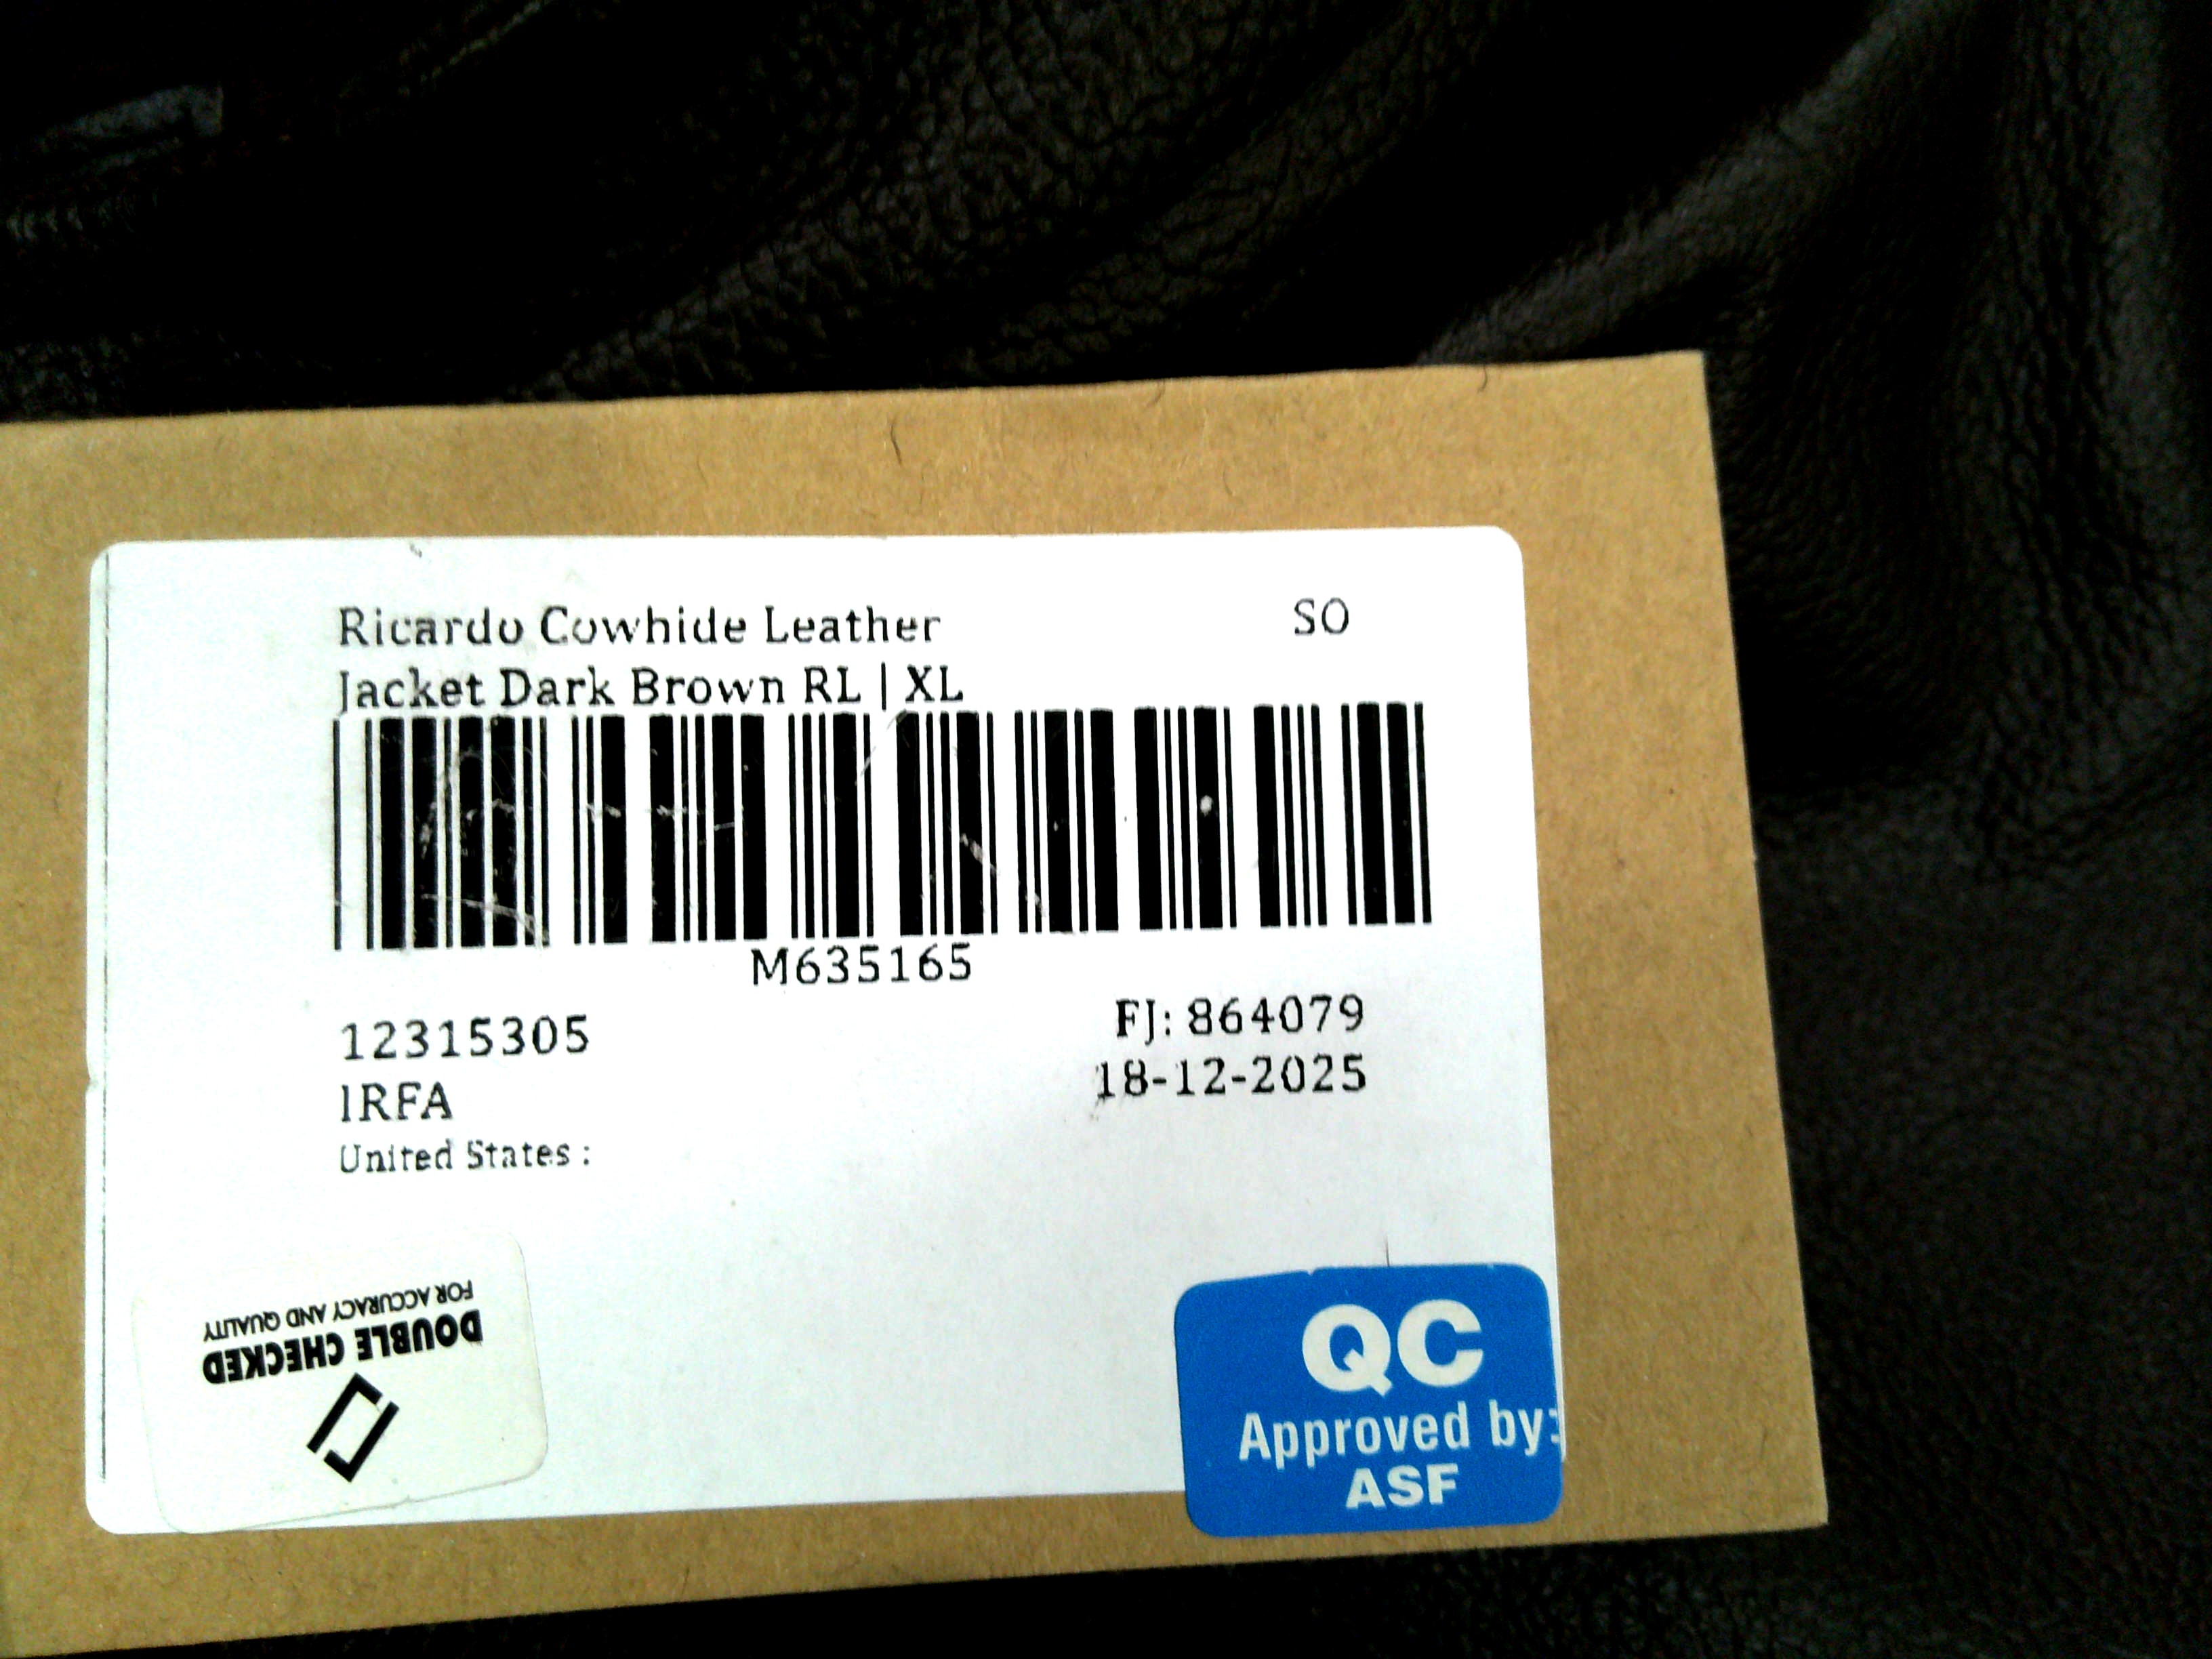 Ricardo Cowhide Leather
SO
Jacket Dark Brown RL | XL
M635165
12315305
FJ: 864079
IRFA
18-12-2025
United States :
DOUBLE CHECKED
FOR ACCURACY AND QUALITY
QC
Approved by:
ASF